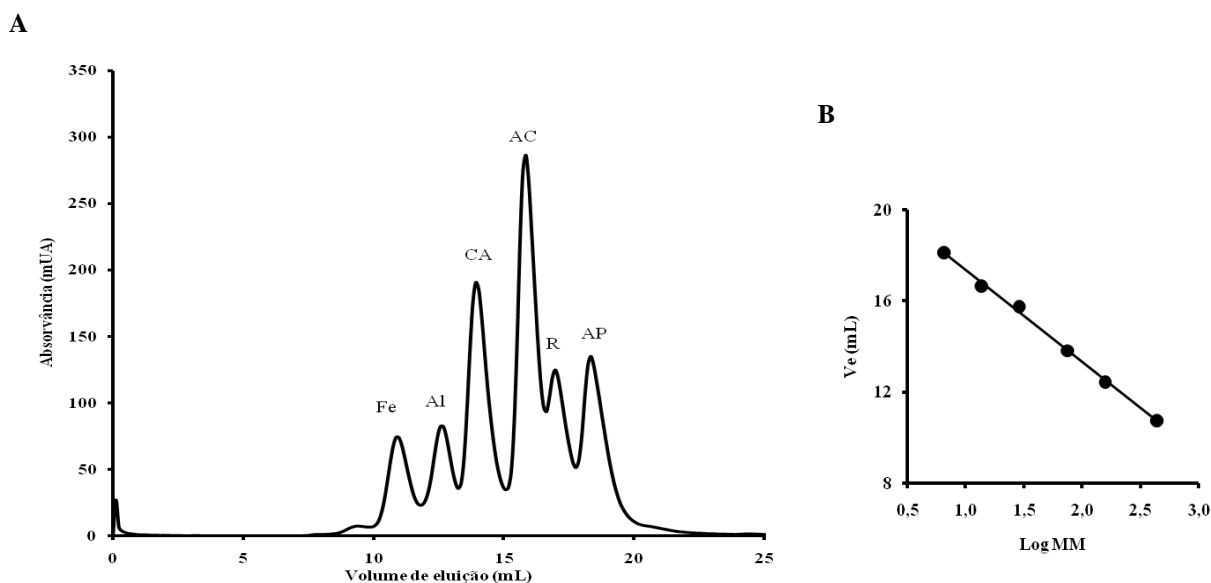 A
350
300
250
200
150
100
50
0
Absorvância (mUA)
Fe
Al
CA
AC
R
AP
0
5
10
15
20
25
Volume de eluição (mL)
B
20
16
12
8
Ve (mL)
0,5
1,0
1,5
2,0
2,5
3,0
Log MM